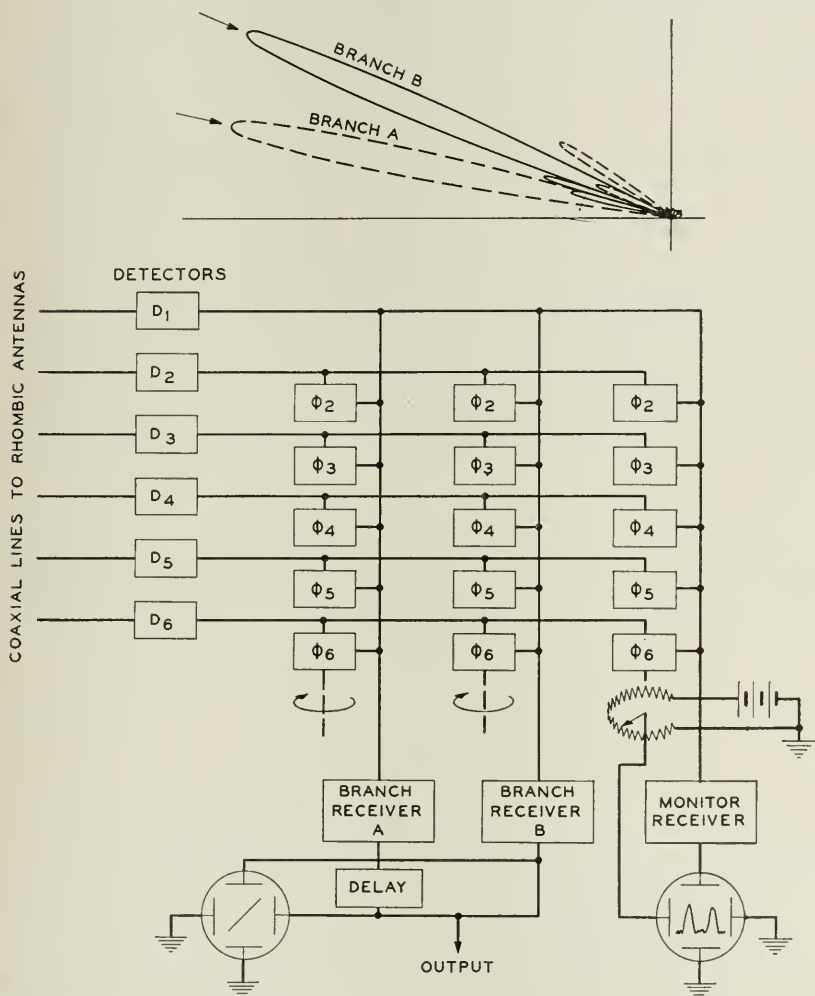 BRANCH B
BRANCH A
DETECTORS
COAXIAL LINES TO RHOMBIC ANTENNAS
D1
D2
Φ2 Φ2 Φ2
D3
Φ3 Φ3 Φ3
D4
Φ4 Φ4 Φ4
D5
Φ5 Φ5 Φ5
D6
Φ6 Φ6 Φ6
BRANCH
RECEIVER
A
BRANCH
RECEIVER
B
MONITOR
RECEIVER
DELAY
OUTPUT